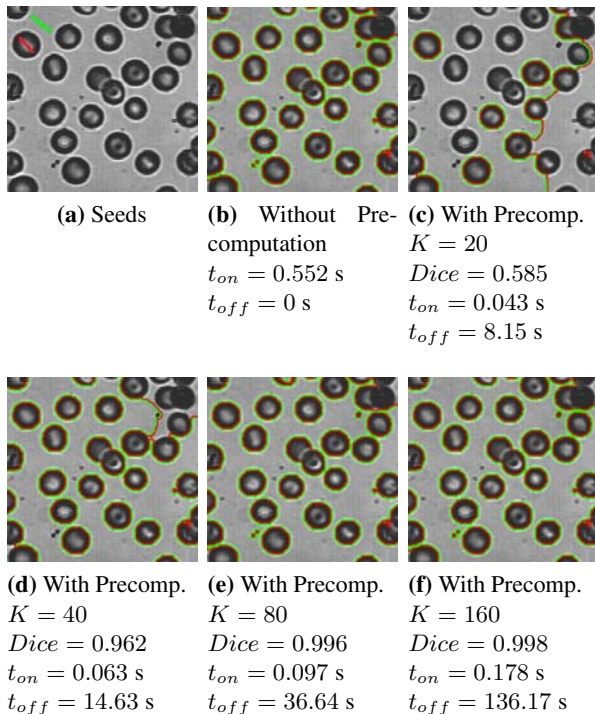 (a) Seeds
(b) Without Pre-
computation
t_on = 0.552 s
t_off = 0 s
(c) With Precomp.
K = 20
Dice = 0.585
t_on = 0.043 s
t_off = 8.15 s
(d) With Precomp.
K = 40
Dice = 0.962
t_on = 0.063 s
t_off = 14.63 s
(e) With Precomp.
K = 80
Dice = 0.996
t_on = 0.097 s
t_off = 36.64 s
(f) With Precomp.
K = 160
Dice = 0.998
t_on = 0.178 s
t_off = 136.17 s